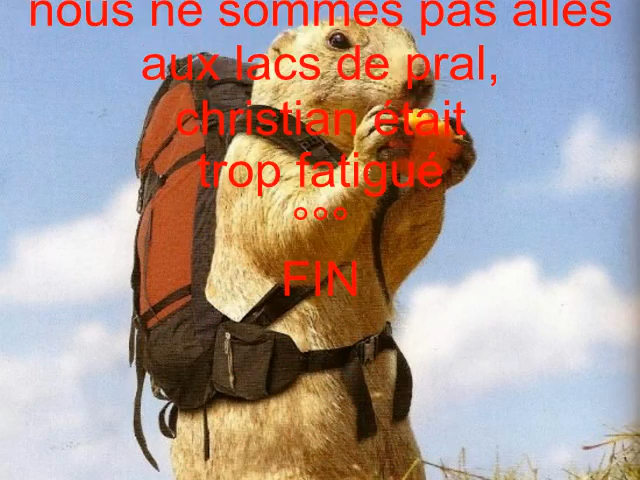 nous ne sommes pas allés
aux lacs de pral,
christian était
trop fatigué
°°°
FIN